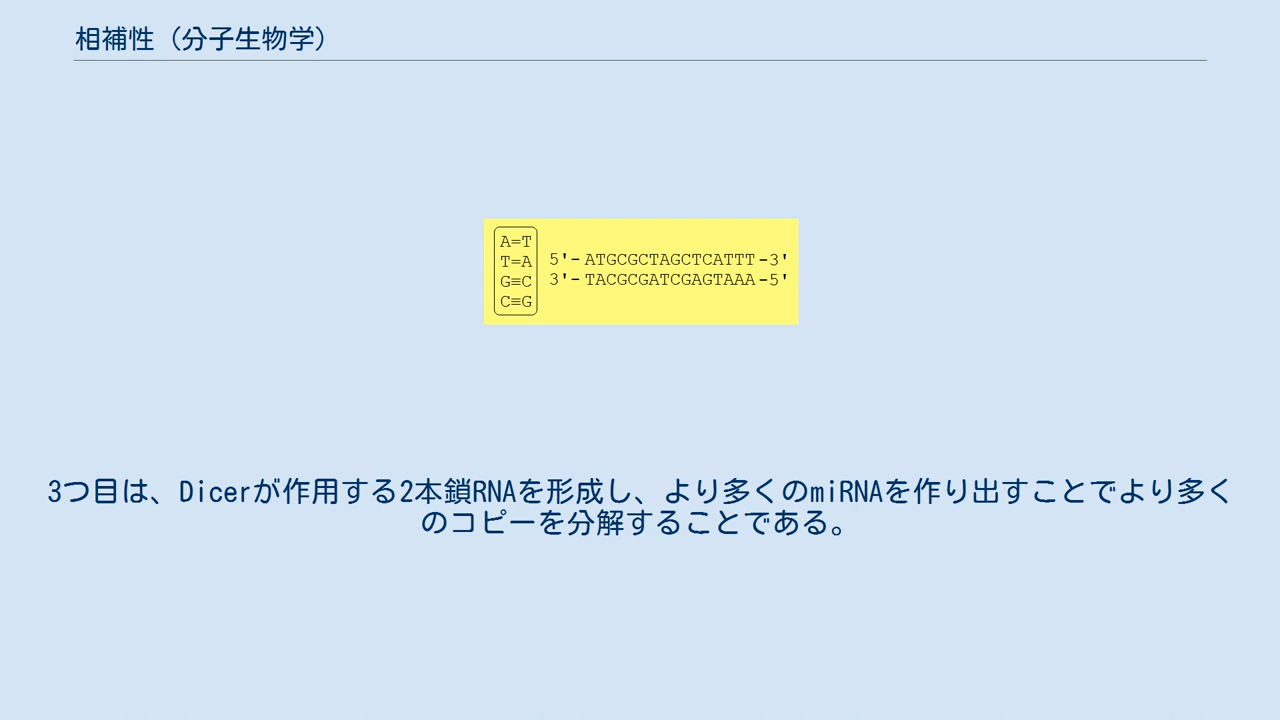 相補性（分子生物学）
A=T
T=A
G≡C
C≡G
5'-ATGCGCTAGCTCATTT-3'
3'-TACGCGATCGAGTAAA-5'
3つ目は、Dicerが作用する2本鎖RNAを形成し、より多くのmiRNAを作り出すことでより多く
のコピーを分解することである。